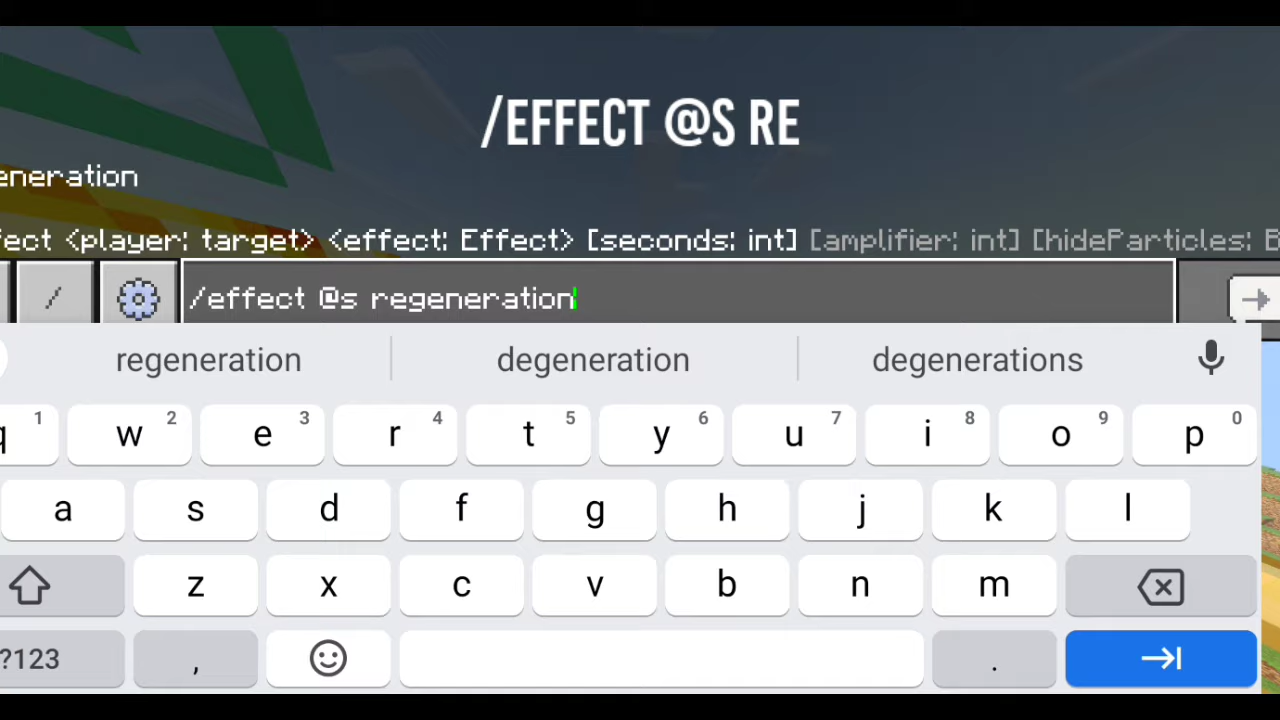 /EFFECT @S RE
eneration
fect <player: target> <effect: Effect> [seconds: int] [amplifier: int] [hideParticles: B
/ /effect @s regeneration
regeneration degeneration degenerations
q 1 w 2 e 3 r 4 t 5 y 6 u 7 i 8 o 9 p 0
a s d f g h j k l
z x c v b n m
?123 , .